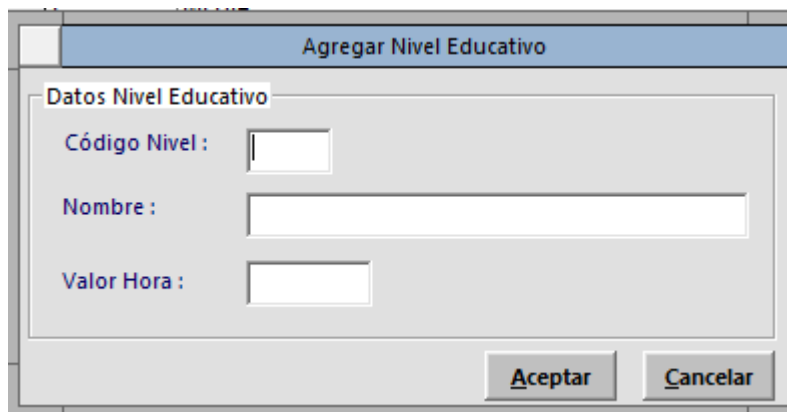 Agregar Nivel Educativo
Datos Nivel Educativo
Código Nivel :
Nombre :
Valor Hora :
Aceptar Cancelar